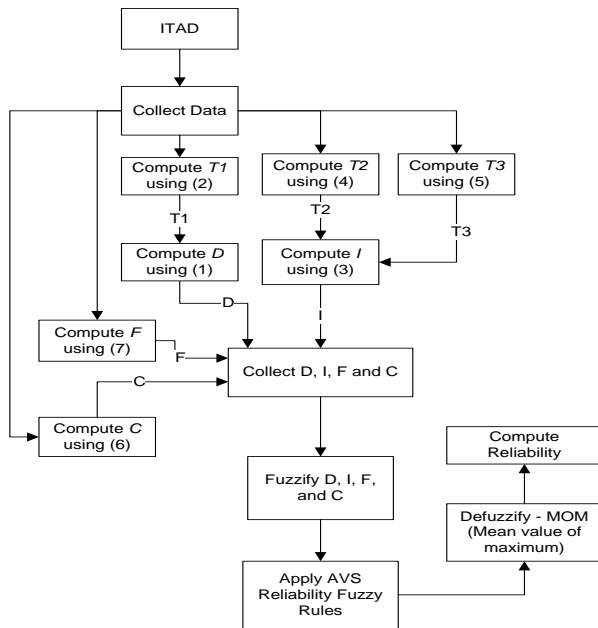 ITAD
Collect Data
Compute T1
using (2)
Compute T2
using (4)
Compute T3
using (5)
T1
T2
T3
Compute D
using (1)
Compute I
using (3)
D
I
Compute F
using (7)
F
Collect D, I, F and C
C
Compute C
using (6)
Compute
Reliability
Fuzzify D, I, F,
and C
Defuzzify - MOM
(Mean value of
maximum)
Apply AVS
Reliability Fuzzy
Rules